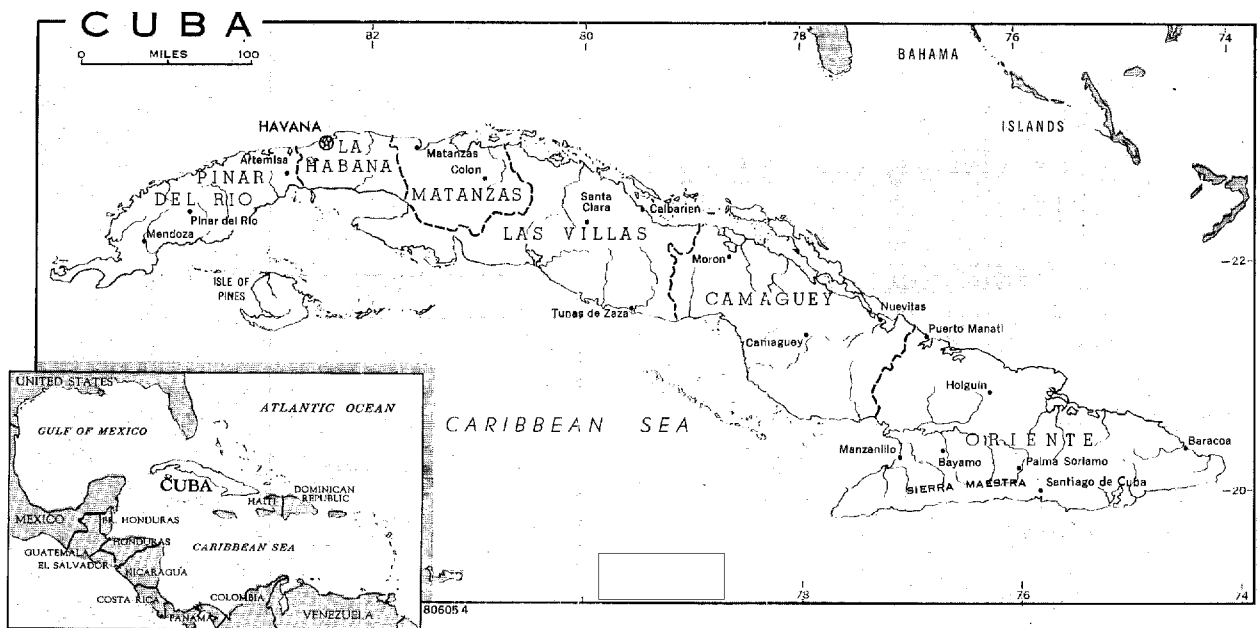 CUBA
0 MILES 100
82
80
78
76
74
BAHAMA
ISLANDS
HAVANA
LA
HABANA
Artemisa
PINAR
DEL RIO
Pinar del Rio
Mendoza
Matanzas
Colon
MATANZAS
Santa
Clara
Caibarien
LAS VILLAS
ISLE OF
PINES
Moron
-22
CAMAGUEY
Tunas de Zaza
Nuevitas
Puerto Manati
Camaguey
Holguin
CARIBBEAN SEA
ORIENTE
Manzanillo
Bayamo
Palma Soriamo
Baracoa
SIERRA MAESTRA
Santiago de Cuba
-20
UNITED STATES
ATLANTIC OCEAN
GULF OF MEXICO
CUBA
HAITI
DOMINICAN
REPUBLIC
MEXICO
BR. HONDURAS
HONDURAS
GUATEMALA
EL SALVADOR
CARIBBEAN SEA
NICARAGUA
COSTA RICA
PANAMA
COLOMBIA
VENEZUELA
806054
78
76
74